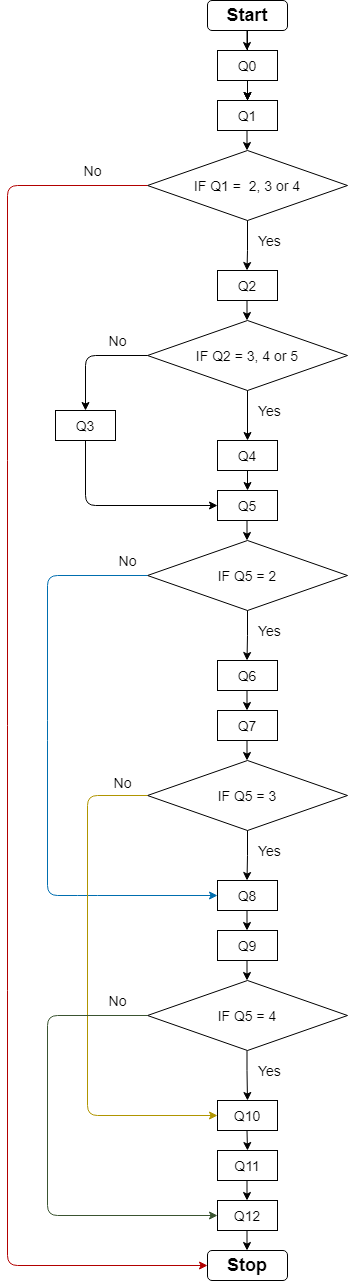 Start
Q0
Q1
No
IF Q1 = 2, 3 or 4
Yes
Q2
No
IF Q2 = 3, 4 or 5
Yes
Q3
Q4
Q5
No
IF Q5 = 2
Yes
Q6
Q7
No
IF Q5 = 3
Yes
Q8
Q9
No
IF Q5 = 4
Yes
Q10
Q11
Q12
Stop